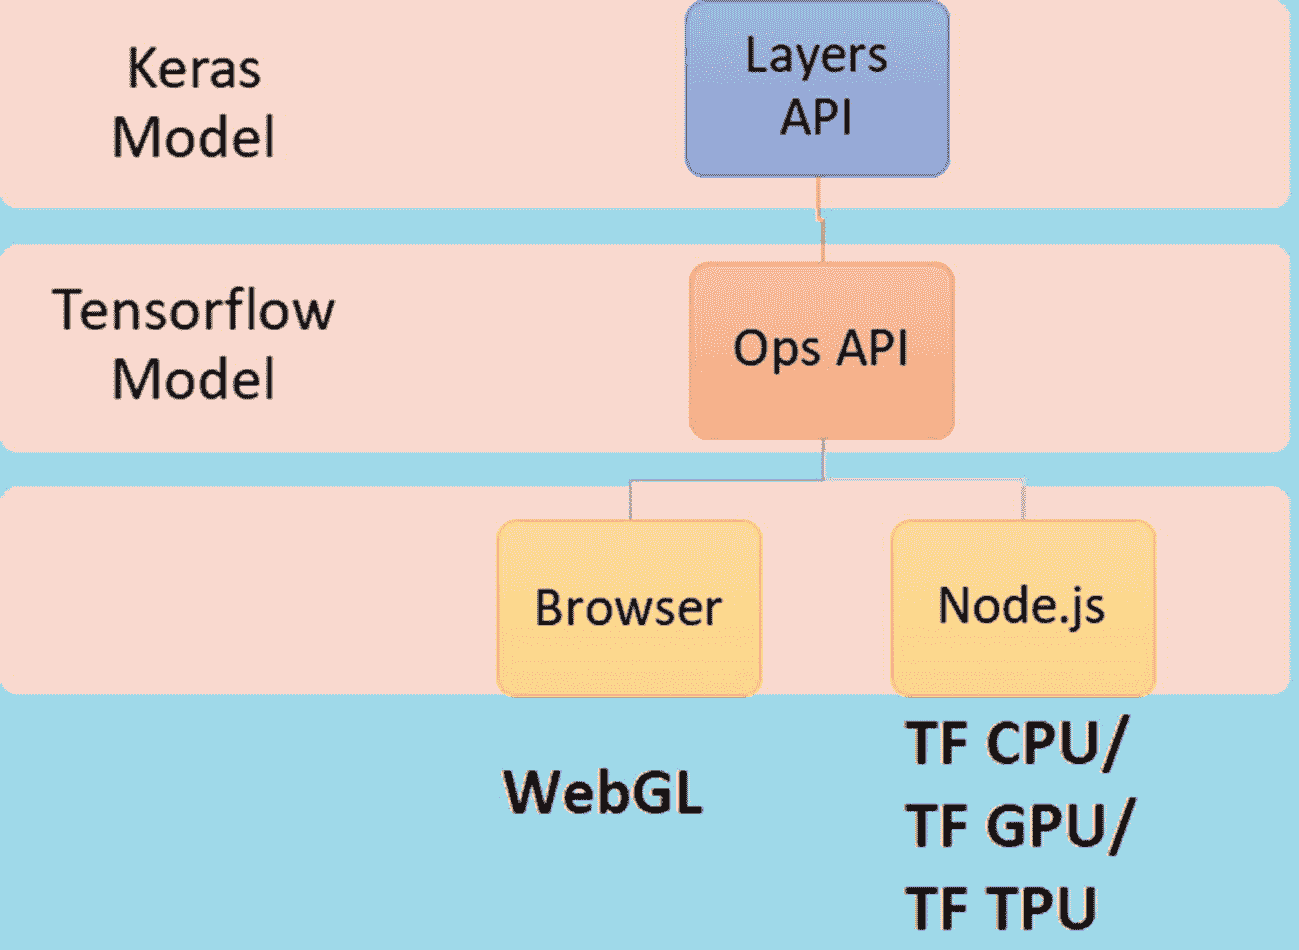 Keras
Model
Layers
API
Tensorflow
Model
Ops API
Browser
Node.js
WebGL
TF CPU/
TF GPU/
TF TPU